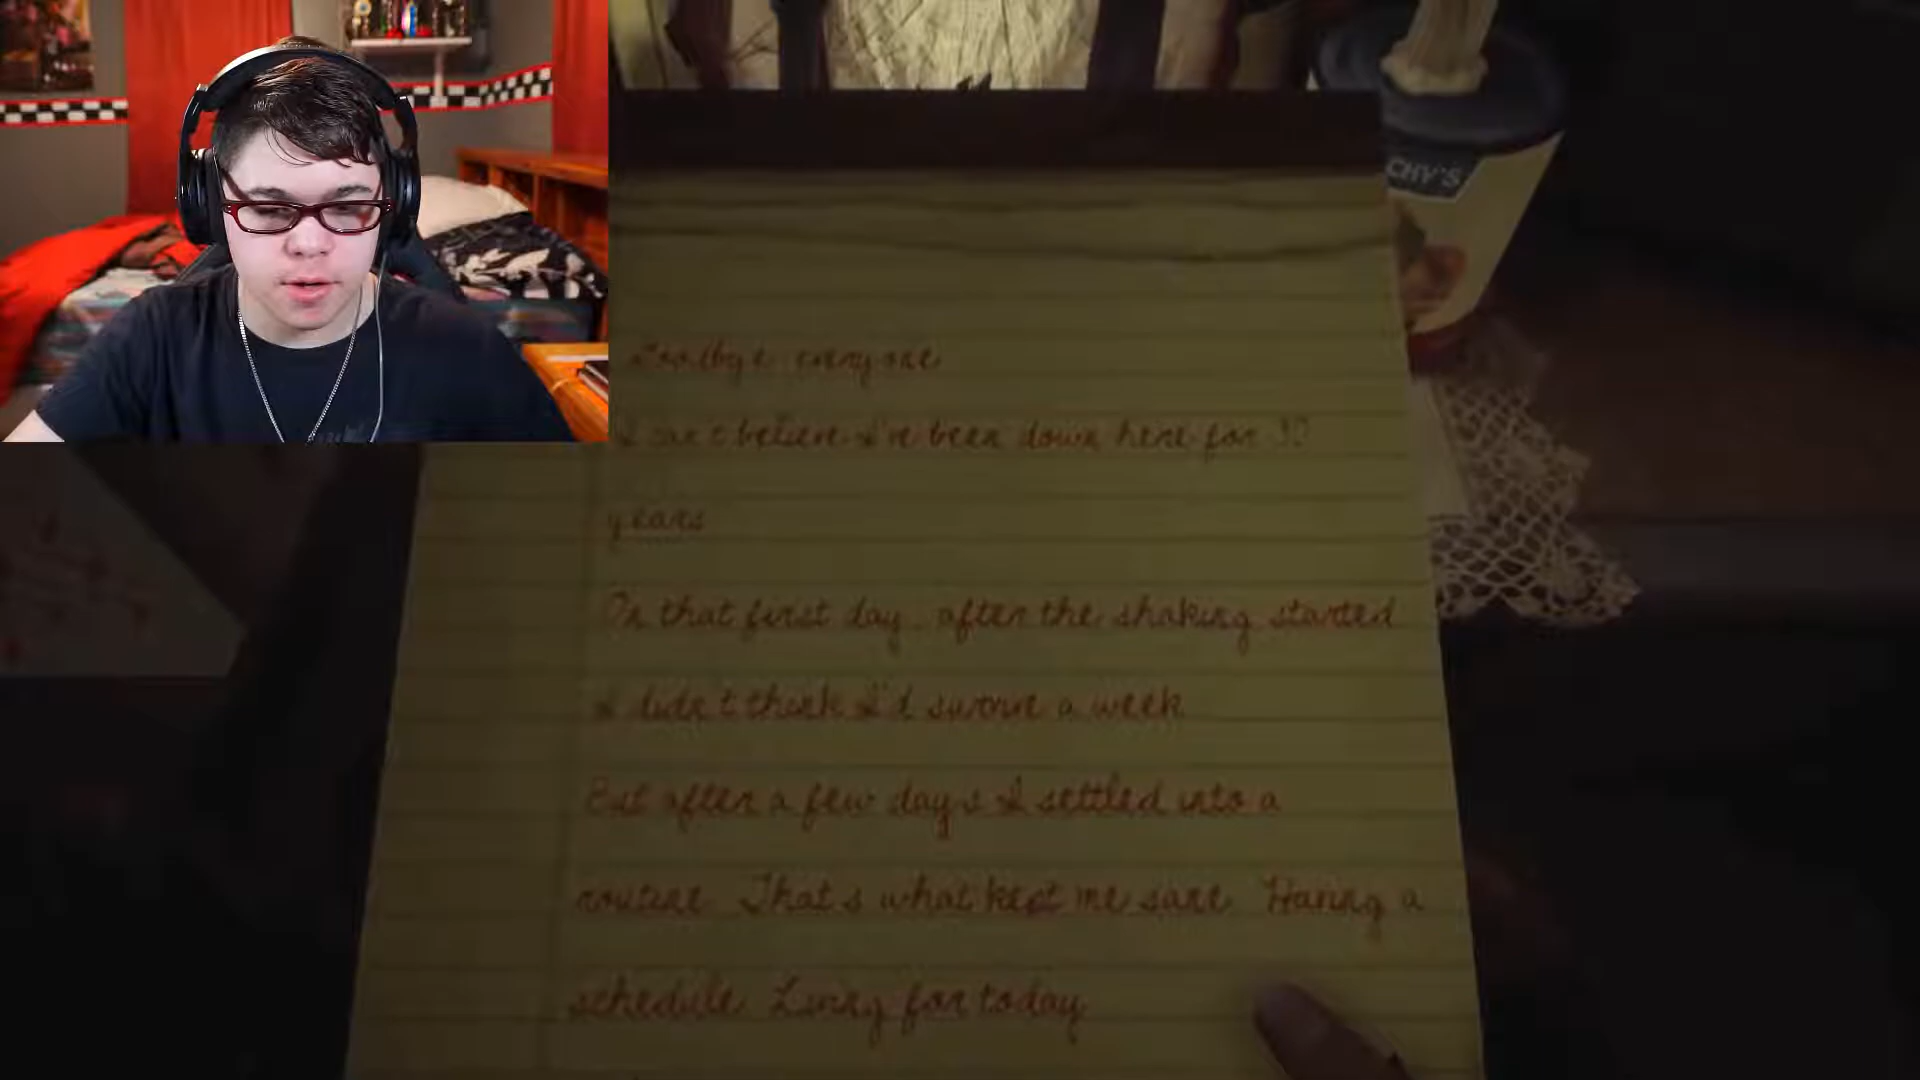 CHY'S
Goodbye everyone
I can't believe I've been down here for 30
years
On that first day after the shaking started
I didn't think I'd survive a week
But after a few days I settled into a
routine That's what kept me sane Having a
schedule Living for today